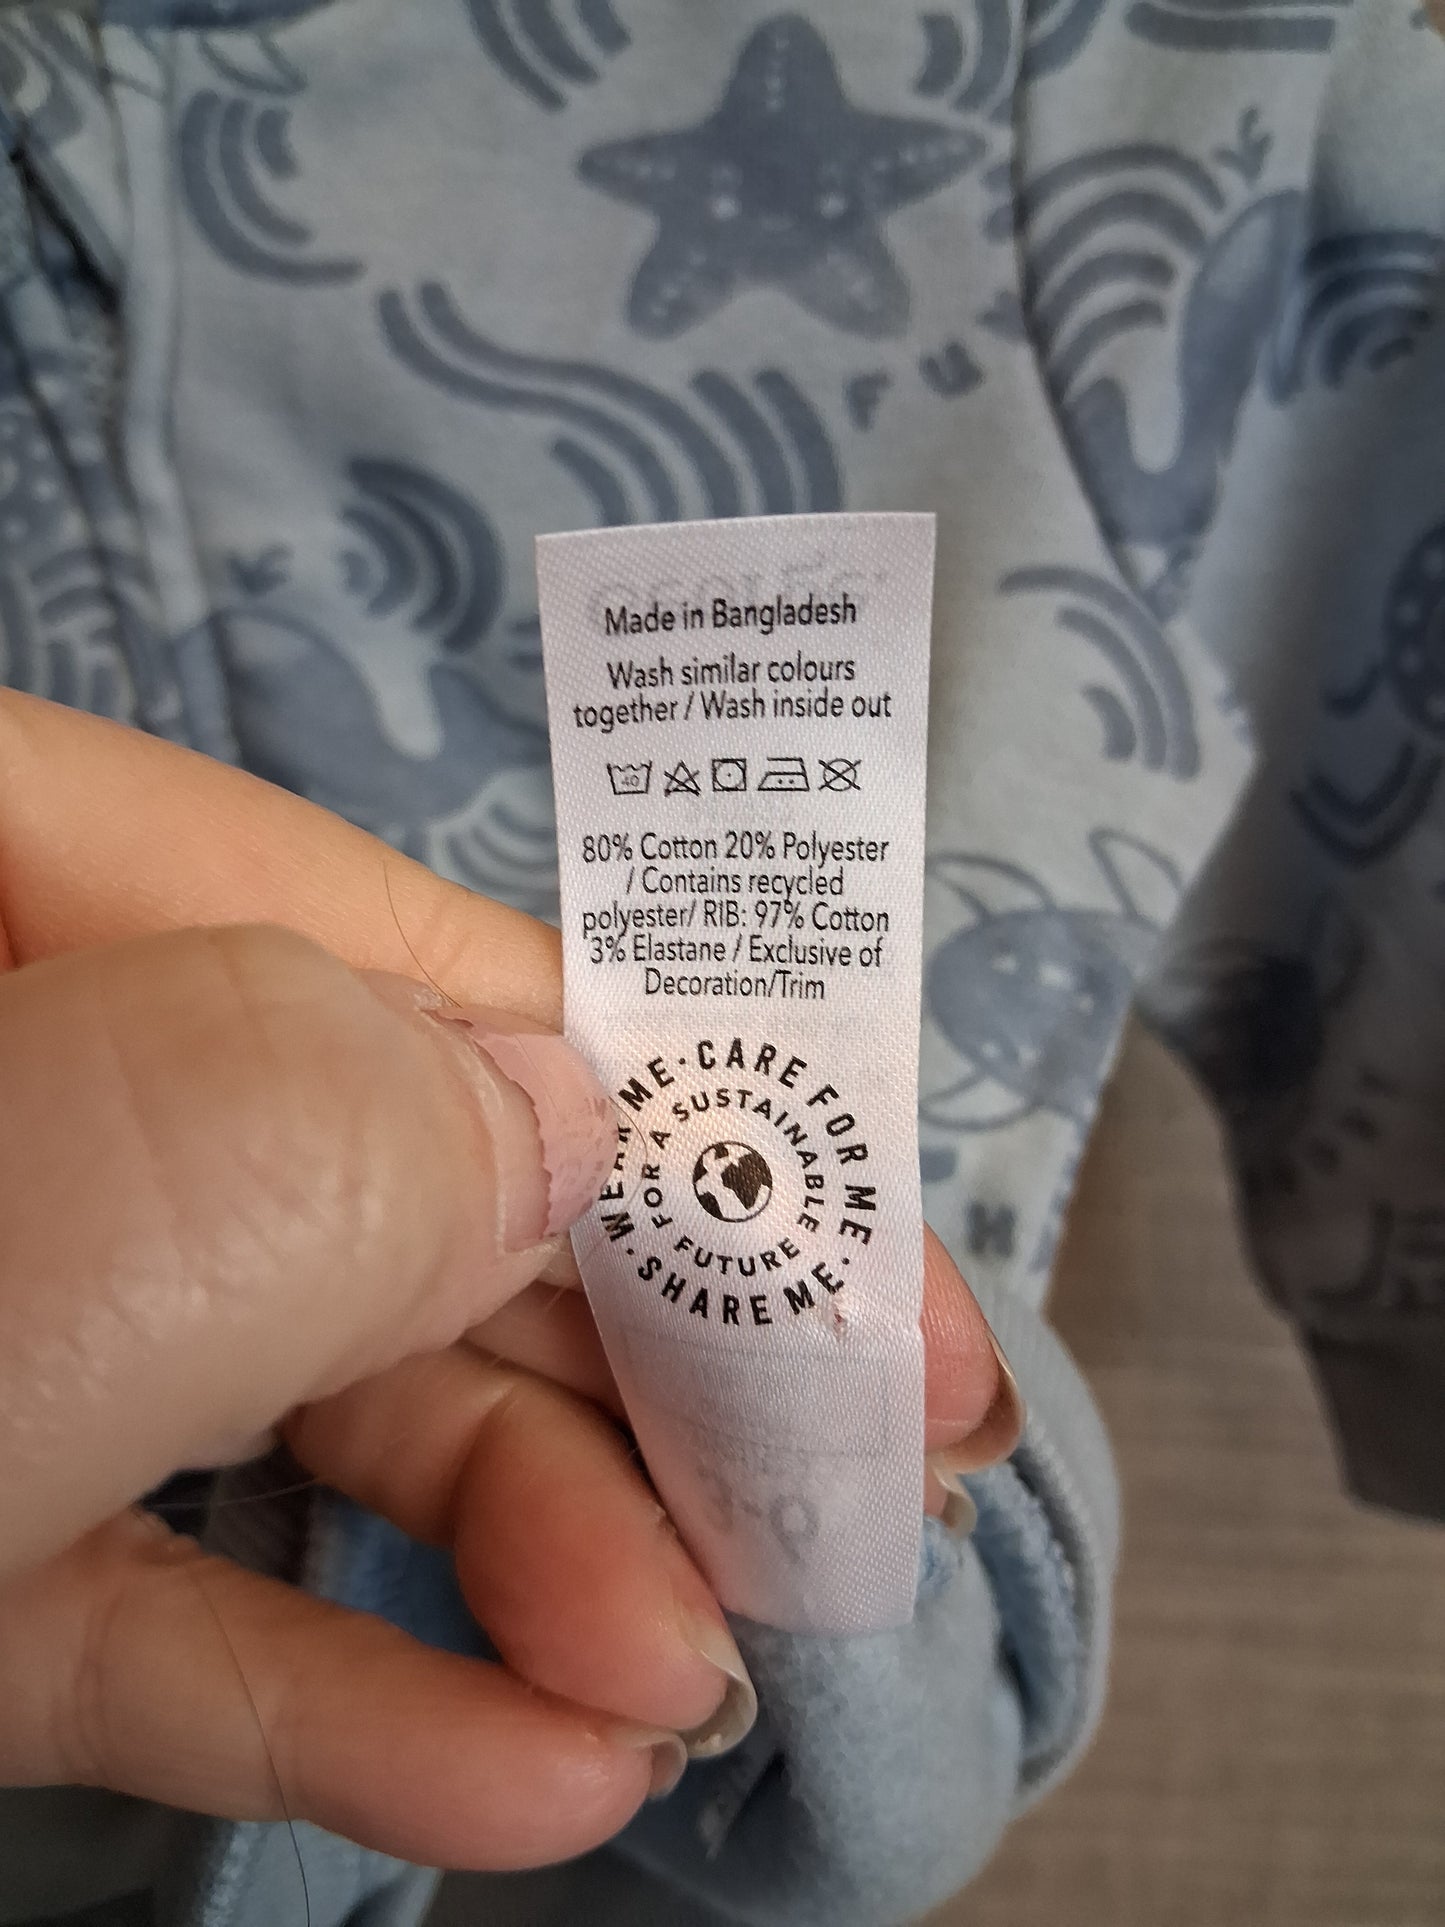 Made in Bangladesh
Wash similar colours
together / Wash inside out
40
80% Cotton 20% Polyester
/ Contains recycled
polyester/ RIB: 97% Cotton
3% Elastane / Exclusive of
Decoration/Trim
WEAR ME · CARE FOR ME · SHARE ME ·
FOR A SUSTAINABLE FUTURE